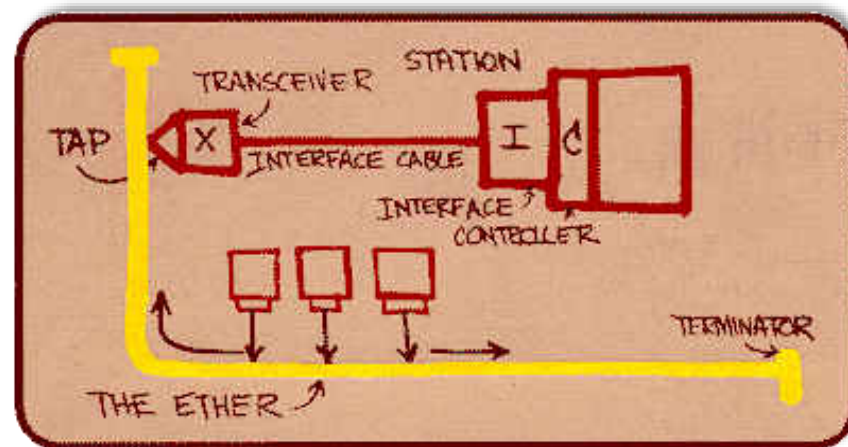 STATION
TRANSCEIVER
TAP
X
I
C
INTERFACE CABLE
INTERFACE
CONTROLLER
TERMINATOR
THE ETHER